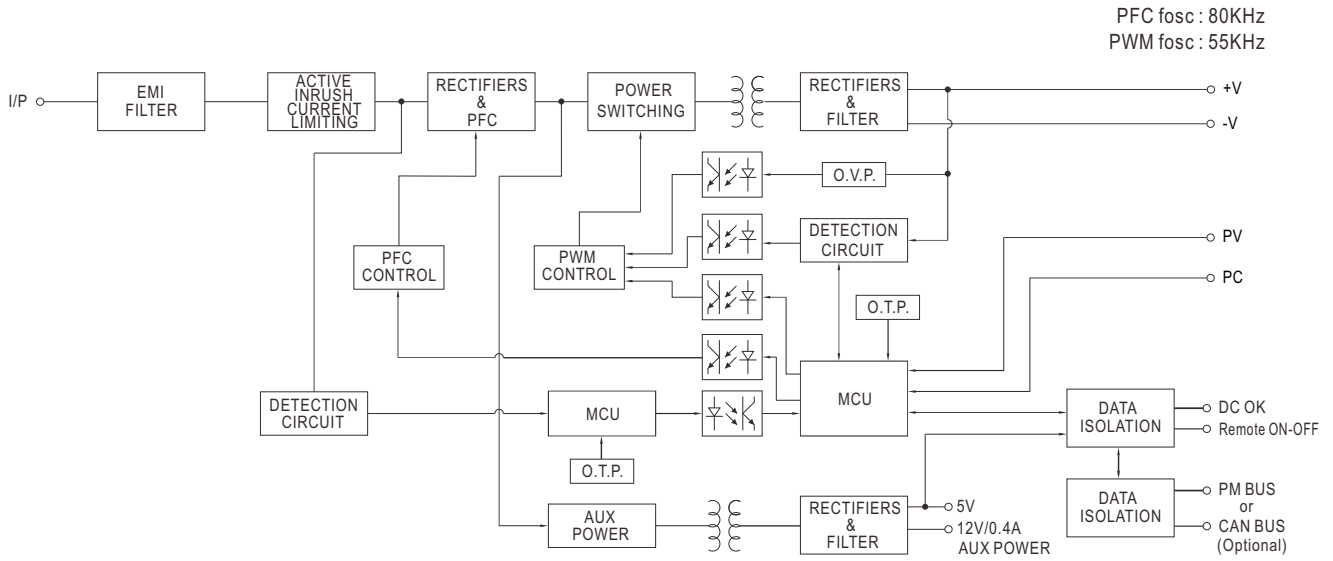 PFC fosc : 80KHz
PWM fosc : 55KHz
I/P
EMI
FILTER
ACTIVE
INRUSH
CURRENT
LIMITING
RECTIFIERS
&
PFC
POWER
SWITCHING
RECTIFIERS
&
FILTER
+V
-V
O.V.P.
DETECTION
CIRCUIT
PFC
CONTROL
PWM
CONTROL
PV
PC
O.T.P.
MCU
DETECTION
CIRCUIT
MCU
O.T.P.
DATA
ISOLATION
DC OK
Remote ON-OFF
DATA
ISOLATION
PM BUS
or
CAN BUS
(Optional)
AUX
POWER
RECTIFIERS
&
FILTER
5V
12V/0.4A
AUX POWER